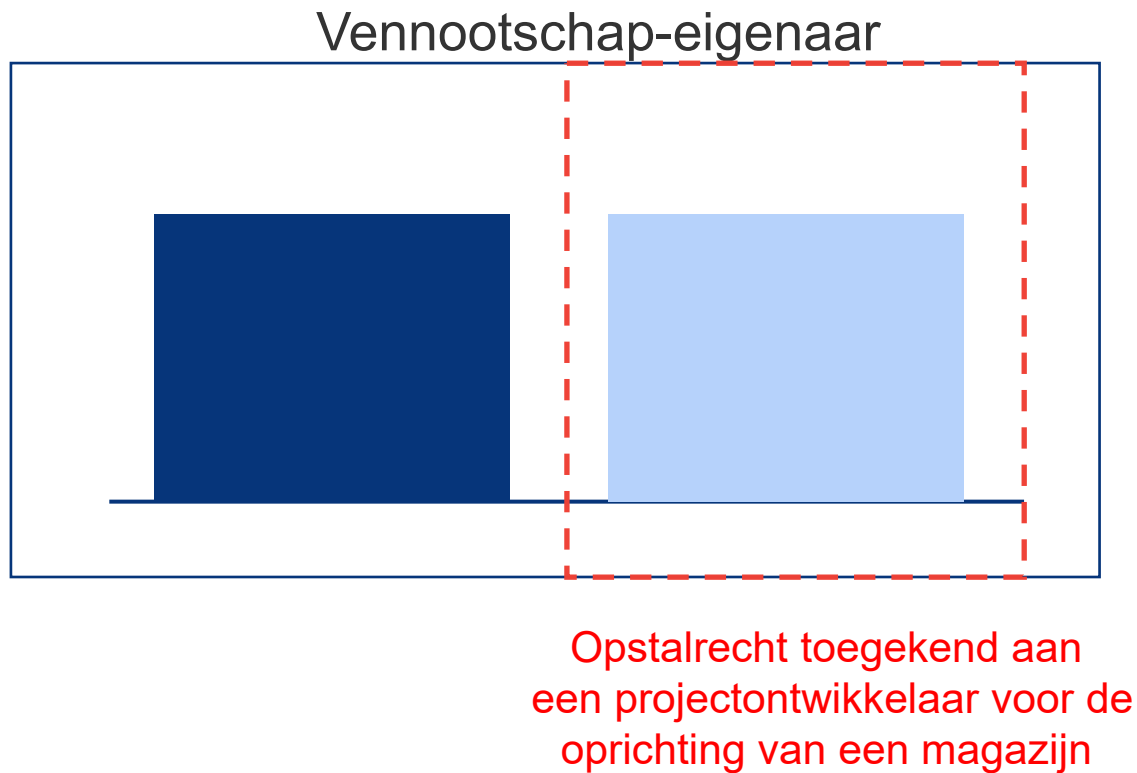 Vennootschap-eigenaar
Opstalrecht toegekend aan
een projectontwikkelaar voor de
oprichting van een magazijn